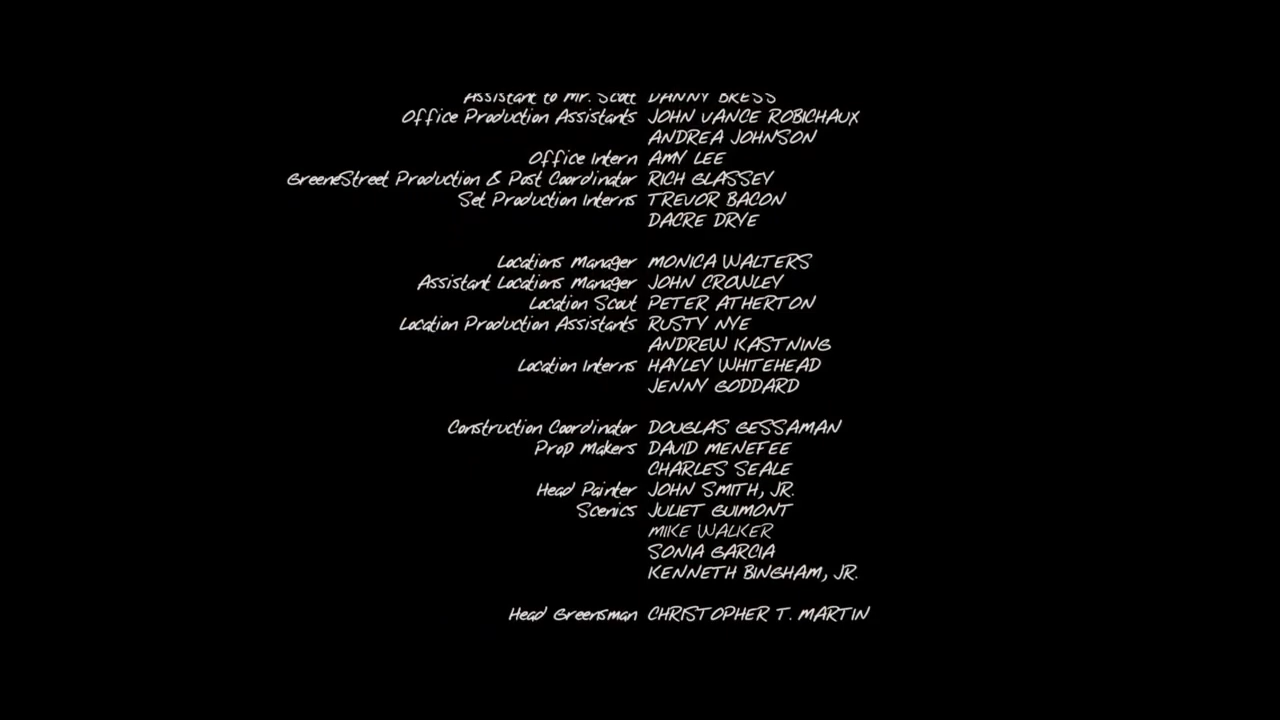 Assistant to Mr. Scott DANNY BRESS
Office Production Assistants JOHN VANCE ROBICHAUX
ANDREA JOHNSON
Office Intern AMY LEE
GreeneStreet Production & Post Coordinator RICH GLASSEY
Set Production Interns TREVOR BACON
DACRE DRYE
Locations Manager MONICA WALTERS
Assistant Locations Manager JOHN CROWLEY
Location Scout PETER ATHERTON
Location Production Assistants RUSTY NYE
ANDREW KASTNING
Location Interns HAYLEY WHITEHEAD
JENNY GODDARD
Construction Coordinator DOUGLAS GESSAMAN
Prop Makers DAVID MENEFEE
CHARLES SEALE
Head Painter JOHN SMITH, JR.
Scenics JULIET GUIMONT
MIKE WALKER
SONIA GARCIA
KENNETH BINGHAM, JR.
Head Greensman CHRISTOPHER T. MARTIN